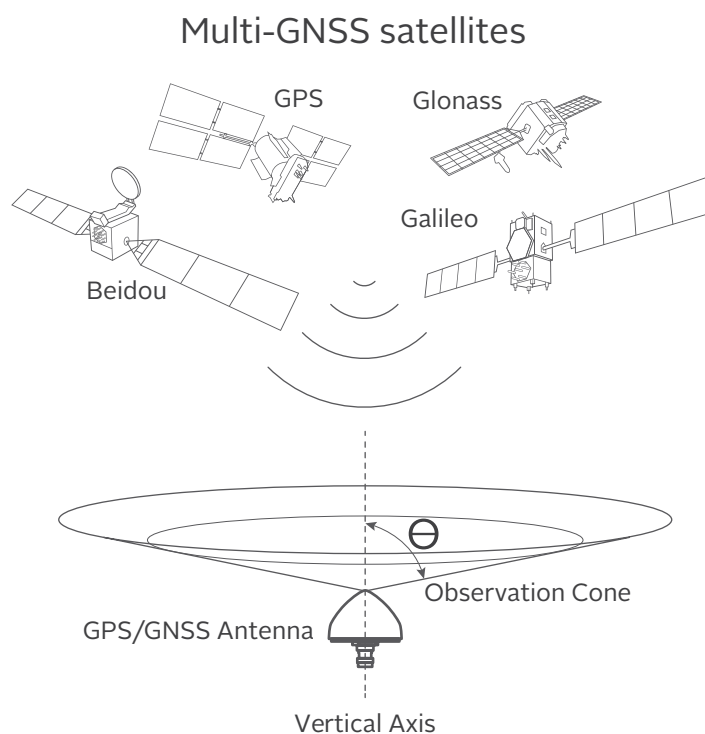 Multi-GNSS satellites
GPS
Glonass
Galileo
Beidou
Θ
Observation Cone
GPS/GNSS Antenna
Vertical Axis